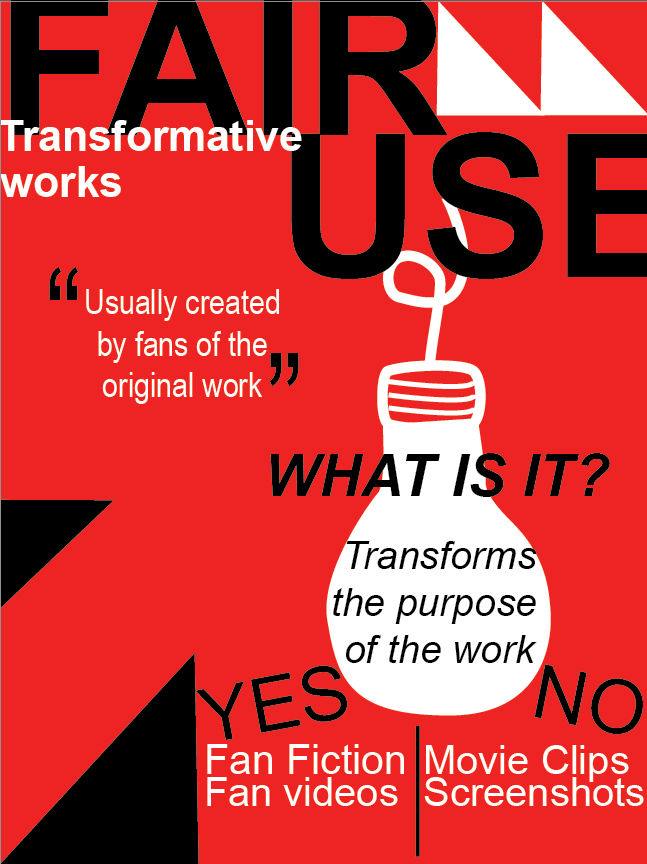 FAIR
USE
Transformative
works
“Usually created
by fans of the
original work”
WHAT IS IT?
Transforms
the purpose
of the work
YES
Fan Fiction
Fan videos
NO
Movie Clips
Screenshots